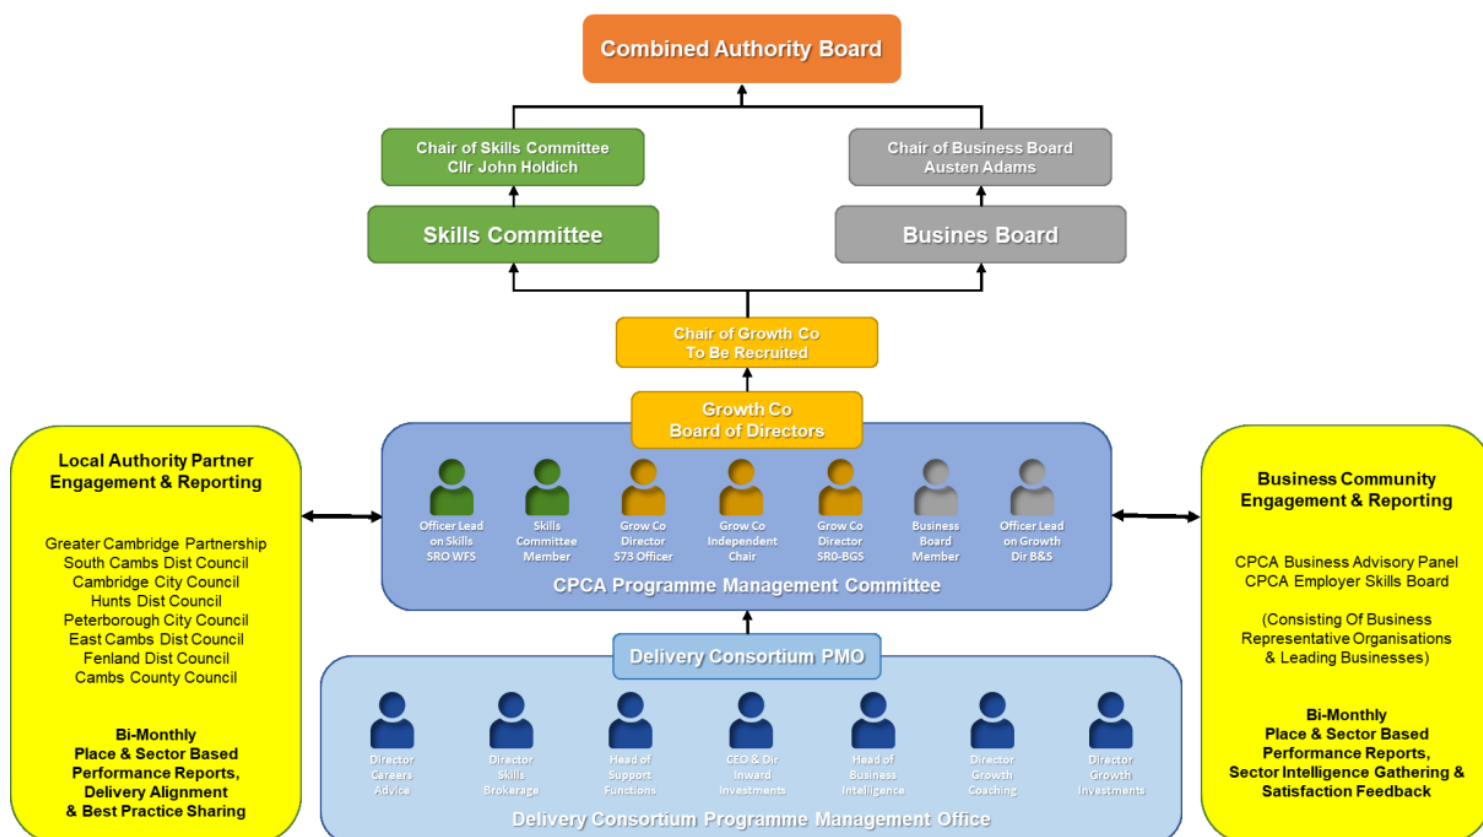 Combined Authority Board
Chair of Skills Committee
Cllr John Holdich
Chair of Business Board
Austen Adams
Skills Committee
Busines Board
Chair of Growth Co
To Be Recruited
Growth Co
Board of Directors
Local Authority Partner
Engagement & Reporting
Greater Cambridge Partnership
South Cambs Dist Council
Cambridge City Council
Hunts Dist Council
Peterborough City Council
East Cambs Dist Council
Fenland Dist Council
Cambs County Council
Bi-Monthly
Place & Sector Based
Performance Reports,
Delivery Alignment
& Best Practice Sharing
Officer Lead
on Skills
SRO WFS
Skills
Committee
Member
Grow Co
Director
S73 Officer
Grow Co
Independent
Chair
Grow Co
Director
SR0-BGS
Business
Board
Member
Officer Lead
on Growth
Dir B&S
CPCA Programme Management Committee
Business Community
Engagement & Reporting
CPCA Business Advisory Panel
CPCA Employer Skills Board
(Consisting Of Business
Representative Organisations
& Leading Businesses)
Bi-Monthly
Place & Sector Based
Performance Reports,
Sector Intelligence Gathering &
Satisfaction Feedback
Delivery Consortium PMO
Director
Careers
Advice
Director
Skills
Brokerage
Head of
Support
Functions
CEO & Dir
Inward
Investments
Head of
Business
Intelligence
Director
Growth
Coaching
Director
Growth
Investments
Delivery Consortium Programme Management Office